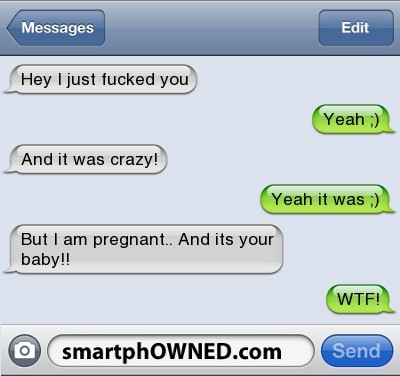 Messages
Edit
Hey I just fucked you
Yeah ;)
And it was crazy!
Yeah it was ;)
But I am pregnant.. And its your
baby!!
WTF!
smartphOWNED.com
Send